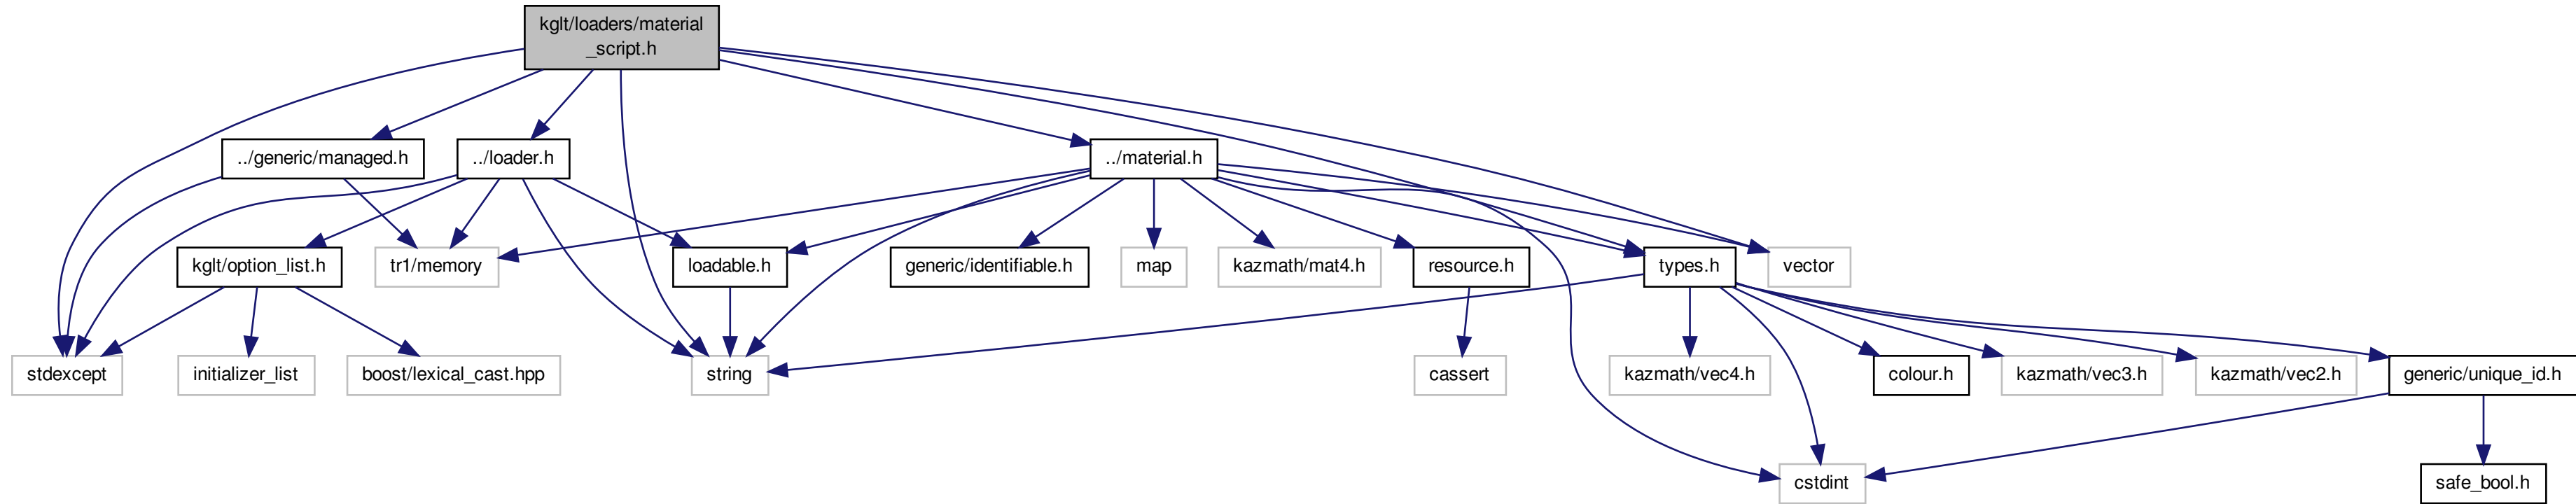 kglt/loaders/material
_script.h
../generic/managed.h
../loader.h
../material.h
kglt/option_list.h
tr1/memory
loadable.h
generic/identifiable.h
map
kazmath/mat4.h
resource.h
types.h
vector
stdexcept
initializer_list
boost/lexical_cast.hpp
string
cassert
kazmath/vec4.h
colour.h
kazmath/vec3.h
kazmath/vec2.h
generic/unique_id.h
cstdint
safe_bool.h